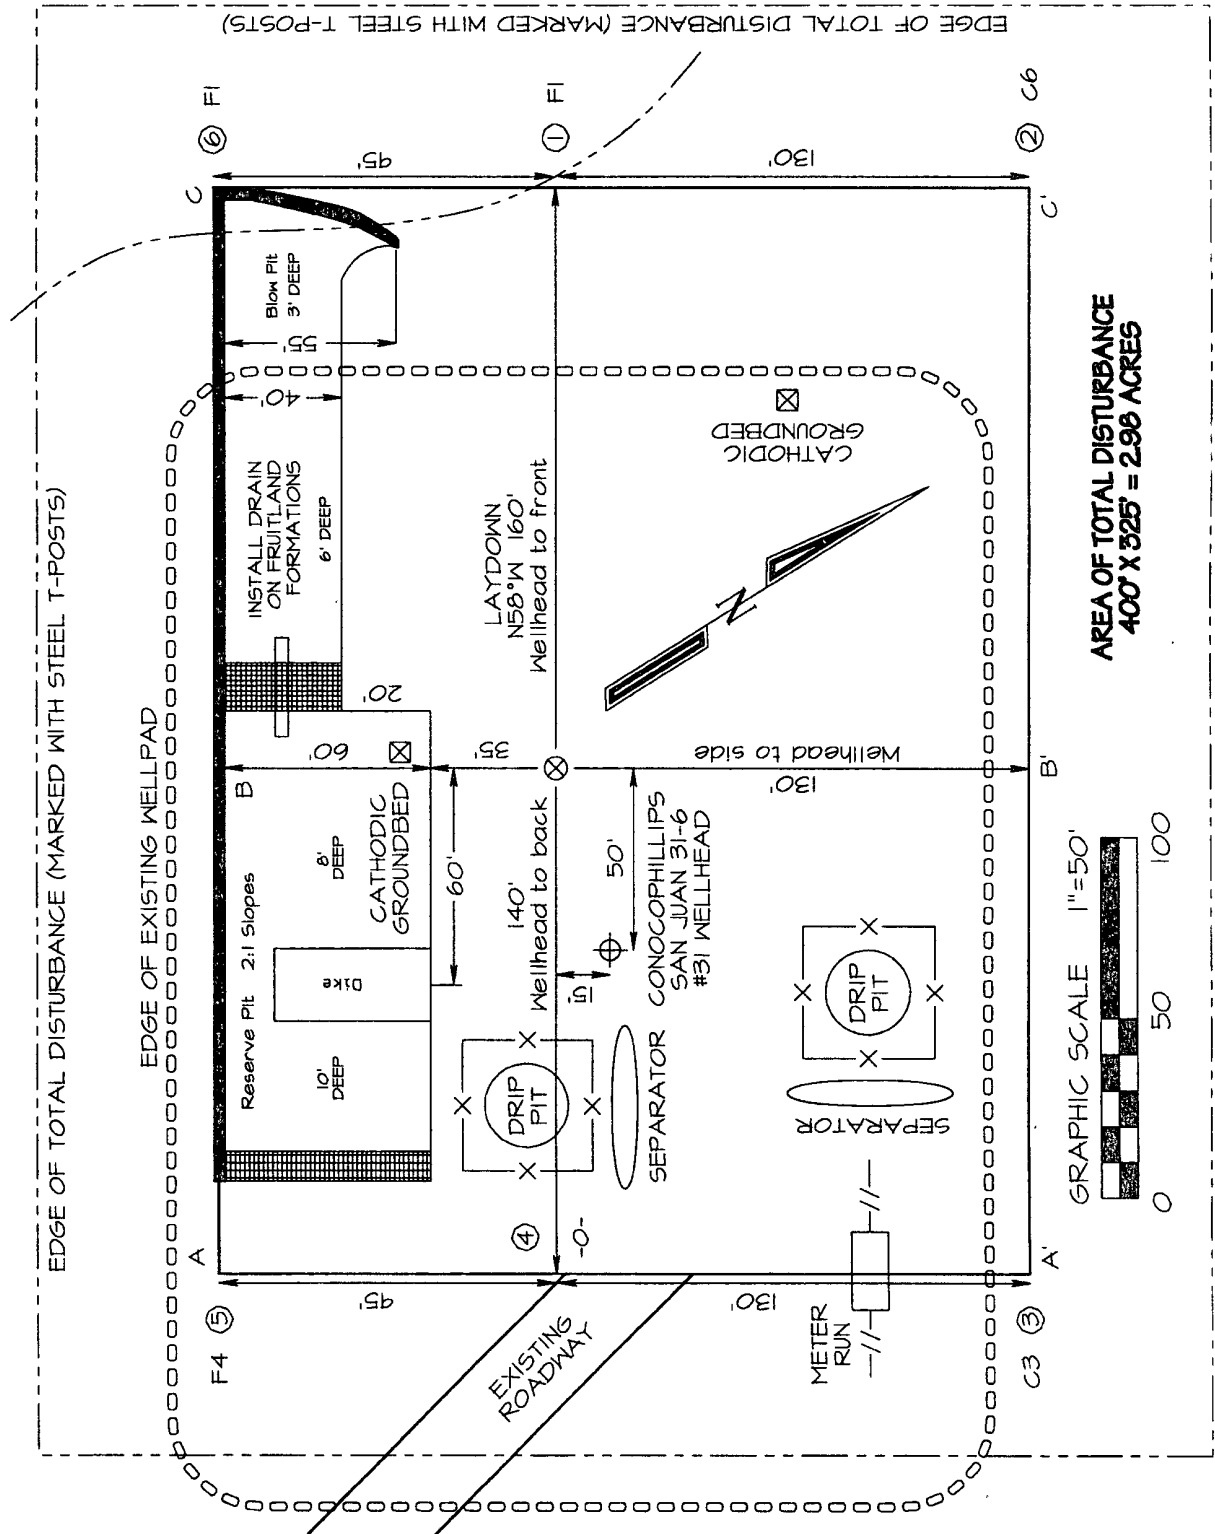 EDGE OF TOTAL DISTURBANCE (MARKED WITH STEEL T-POSTS)
EDGE OF TOTAL DISTURBANCE (MARKED WITH STEEL T-POSTS)
EDGE OF EXISTING WELLPAD
F4 ⑤
A
45'
Reserve Pit 2:1 Slopes
10'
DEEP
Dike
8'
DEEP
B
60'
CATHODIC
GROUNDBED
20'
INSTALL DRAIN
ON FRUITLAND
FORMATIONS
6' DEEP
40'
55'
Blow Pit
3' DEEP
C
⑥ F1
45'
60'
35'
④
-0-
DRIP
PIT
SEPARATOR
140'
Wellhead to back
15'
50'
CONOCOPHILLIPS
SAN JUAN 31-6
#31 WELLHEAD
LAYDOWN
N58°W 160'
Wellhead to front
① F1
EXISTING
ROADWAY
130'
METER
RUN
SEPARATOR
DRIP
PIT
Wellhead to side
130'
N
CATHODIC
GROUNDBED
130'
C3 ③
A'
B'
C'
② C6
GRAPHIC SCALE 1"=50'
0 50 100
AREA OF TOTAL DISTURBANCE
400' X 325' = 2.98 ACRES